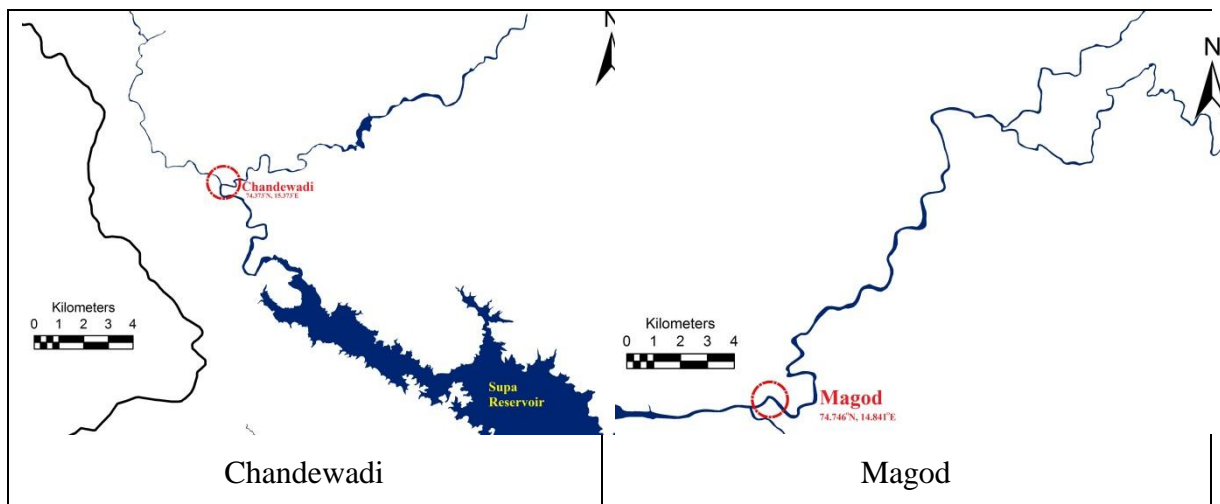 N
Chandewadi
74.373°N, 15.373°E
Kilometers
0 1 2 3 4
Supa
Reservoir
N
Kilometers
0 1 2 3 4
Magod
74.746°N, 14.841°E
Chandewadi
Magod